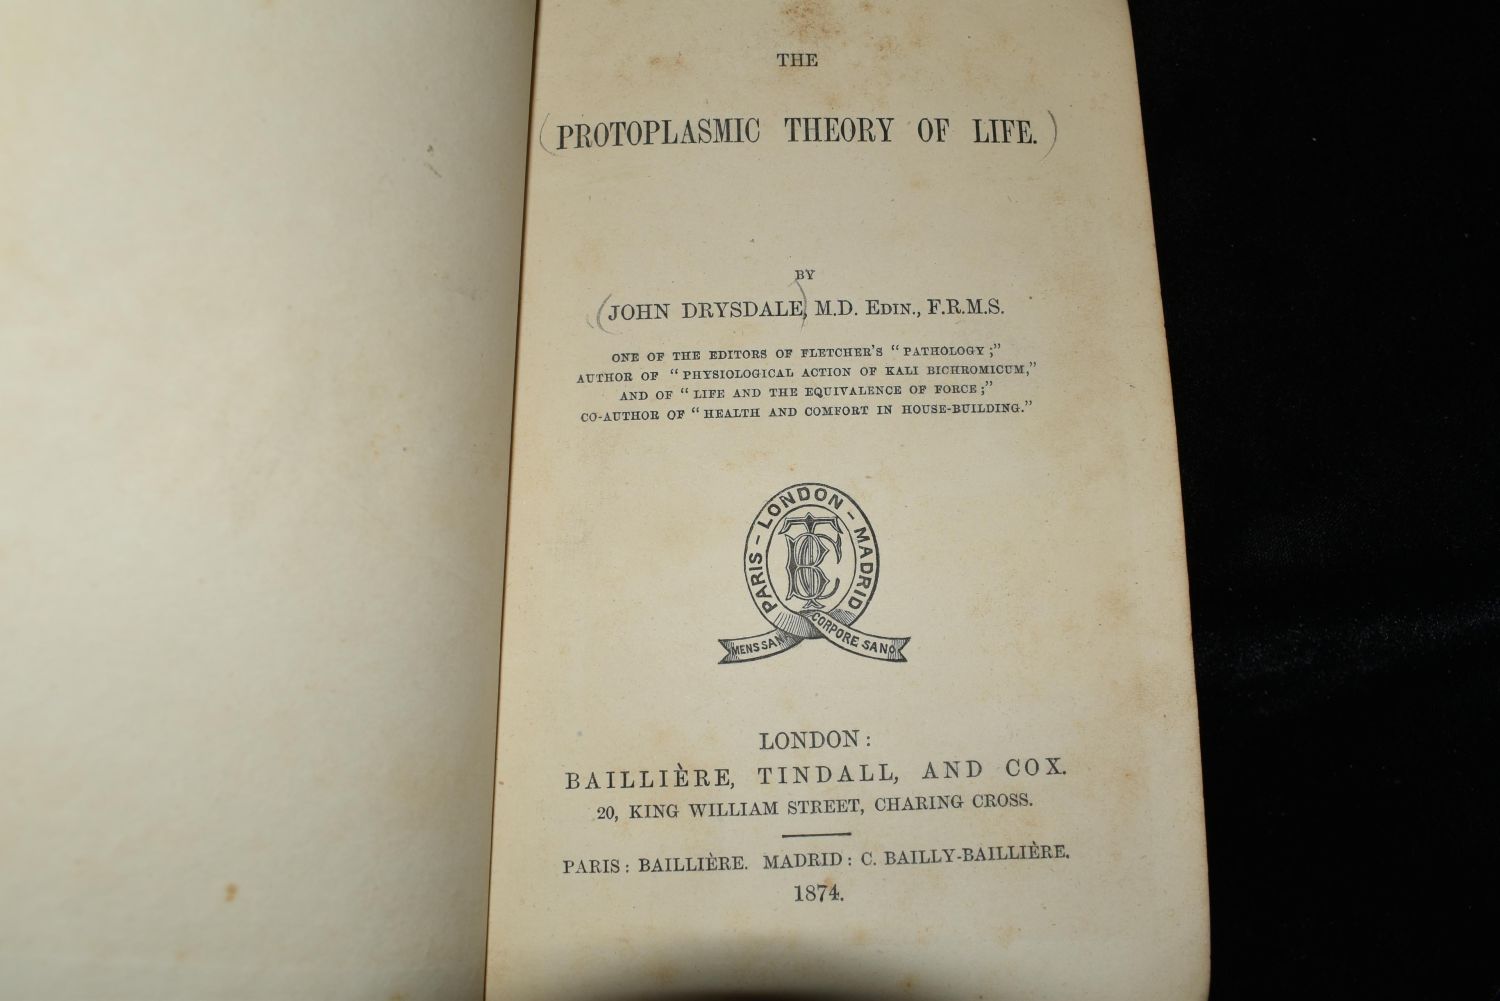 THE
(PROTOPLASMIC THEORY OF LIFE.)
BY
(JOHN DRYSDALE,) M.D. EDIN., F.R.M.S.
ONE OF THE EDITORS OF FLETCHER'S "PATHOLOGY;"
AUTHOR OF "PHYSIOLOGICAL ACTION OF KALI BICHROMICUM,"
AND OF "LIFE AND THE EQUIVALENCE OF FORCE;"
CO-AUTHOR OF "HEALTH AND COMFORT IN HOUSE-BUILDING."
PARIS - LONDON - MADRID
BTC
MENS SANA CORPORE SANO
LONDON:
BAILLIÈRE, TINDALL, AND COX.
20, KING WILLIAM STREET, CHARING CROSS.
PARIS: BAILLIÈRE. MADRID: C. BAILLY-BAILLIÈRE.
1874.